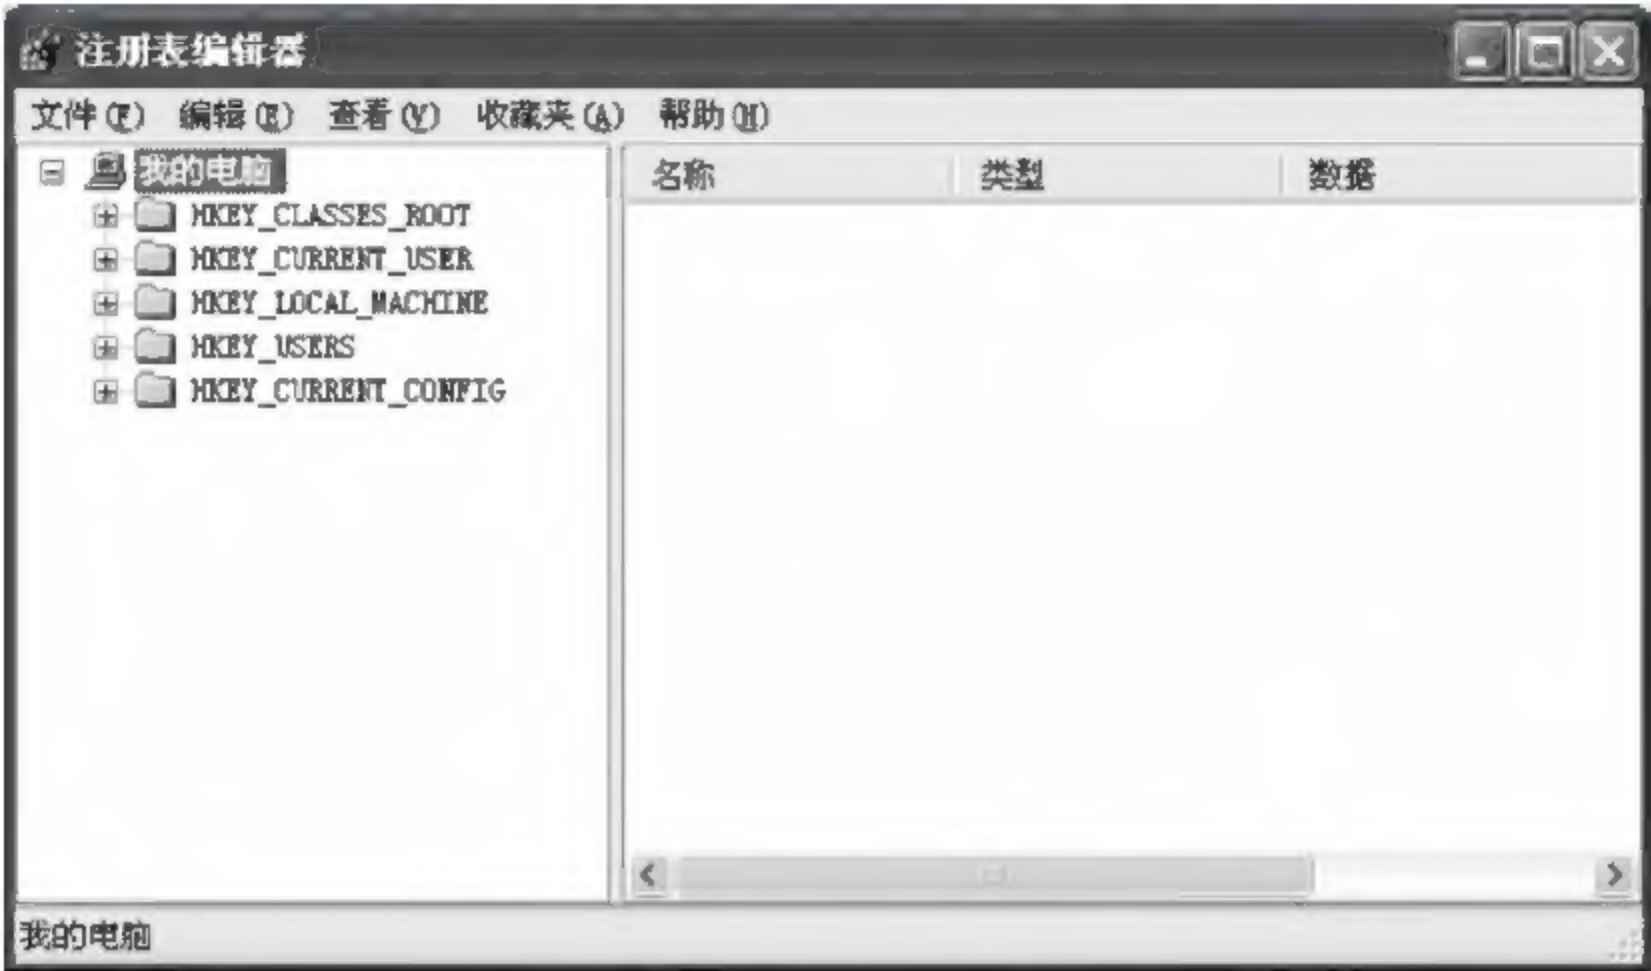 注册表编辑器
文件(F) 编辑(E) 查看(V) 收藏夹(A) 帮助(H)
我的电脑 名称 类型 数据
HKEY_CLASSES_ROOT
HKEY_CURRENT_USER
HKEY_LOCAL_MACHINE
HKEY_USERS
HKEY_CURRENT_CONFIG
我的电脑